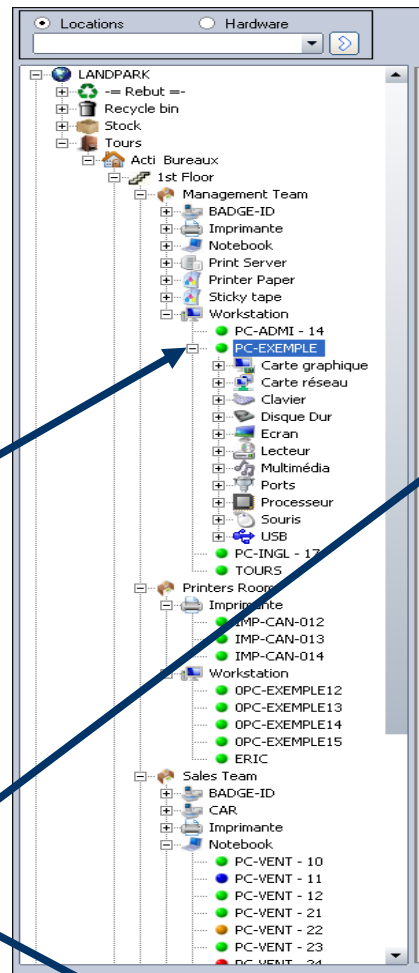 Locations Hardware
LANDPARK
-= Rebut =-
Recycle bin
Stock
Tours
Acti Bureaux
1st Floor
Management Team
BADGE-ID
Imprimante
Notebook
Print Server
Printer Paper
Sticky tape
Workstation
PC-ADMI - 14
PC-EXEMPLE
Carte graphique
Carte réseau
Clavier
Disque Dur
Ecran
Lecteur
Multimédia
Ports
Processeur
Souris
USB
PC-INGL - 17
TOURS
Printers Room
Imprimante
IMP-CAN-012
IMP-CAN-013
IMP-CAN-014
Workstation
0PC-EXEMPLE12
0PC-EXEMPLE13
0PC-EXEMPLE14
0PC-EXEMPLE15
ERIC
Sales Team
BADGE-ID
CAR
Imprimante
Notebook
PC-VENT - 10
PC-VENT - 11
PC-VENT - 12
PC-VENT - 21
PC-VENT - 22
PC-VENT - 23
PC-VENT - 24